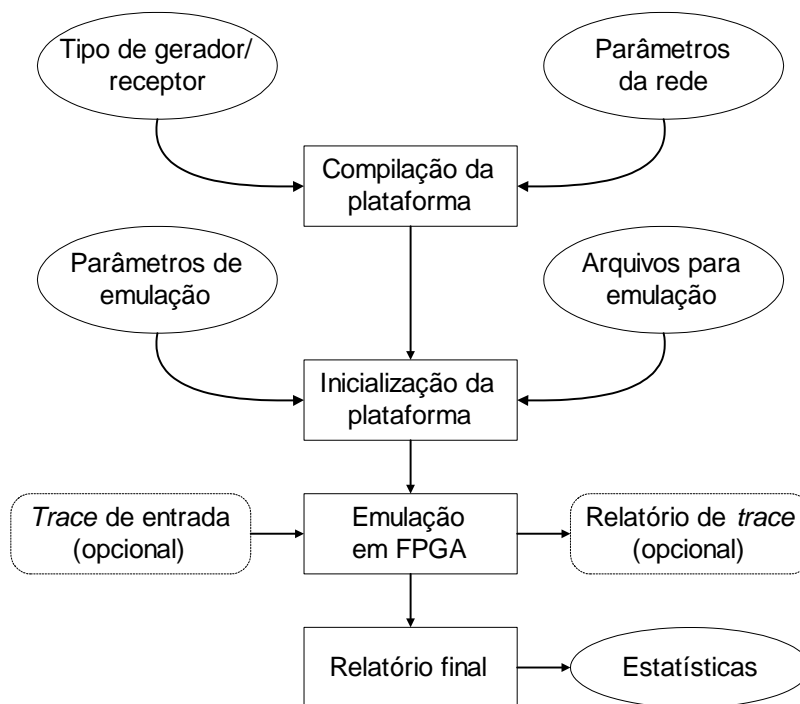 Tipo de gerador/
receptor
Parâmetros
da rede
Compilação da
plataforma
Parâmetros de
emulação
Arquivos para
emulação
Inicialização da
plataforma
Trace de entrada
(opcional)
Emulação
em FPGA
Relatório de trace
(opcional)
Relatório final
Estatísticas